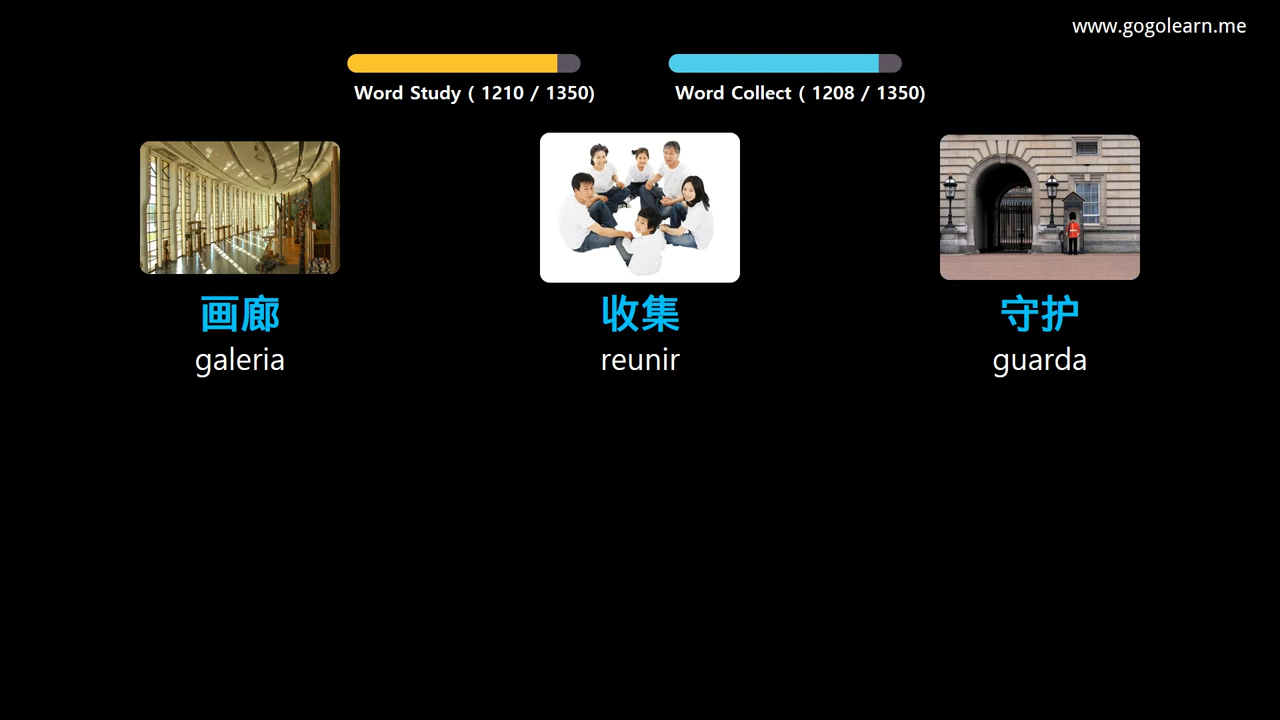 www.gogolearn.me
Word Study ( 1210 / 1350)
Word Collect ( 1208 / 1350)
画廊
收集
守护
galeria
reunir
guarda